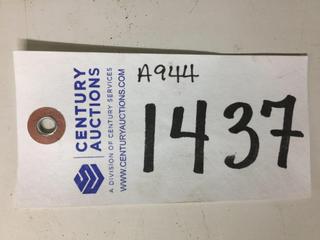 CENTURY
AUCTIONS
A DIVISION OF CENTURY SERVICES
WWW.CENTURYAUCTIONS.COM
A944
1437